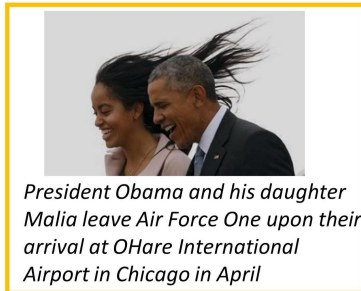 President Obama and his daughter
Malia leave Air Force One upon their
arrival at OHare International
Airport in Chicago in April